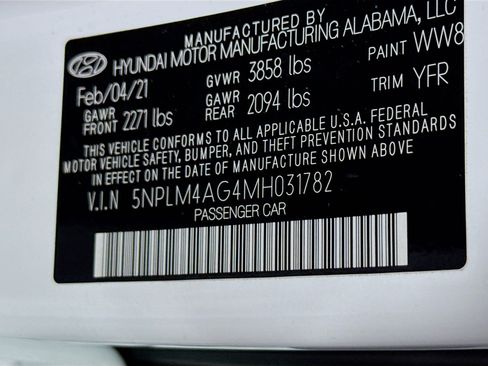 MANUFACTURED BY
HYUNDAI MOTOR MANUFACTURING ALABAMA, LLC
Feb/04/21 GVWR 3858 lbs PAINT WW8
GAWR FRONT 2271 lbs GAWR REAR 2094 lbs TRIM YFR
THIS VEHICLE CONFORMS TO ALL APPLICABLE U.S.A. FEDERAL
MOTOR VEHICLE SAFETY, BUMPER, AND THEFT PREVENTION STANDARDS
IN EFFECT ON THE DATE OF MANUFACTURE SHOWN ABOVE
V.I.N 5NPLM4AG4MH031782
PASSENGER CAR